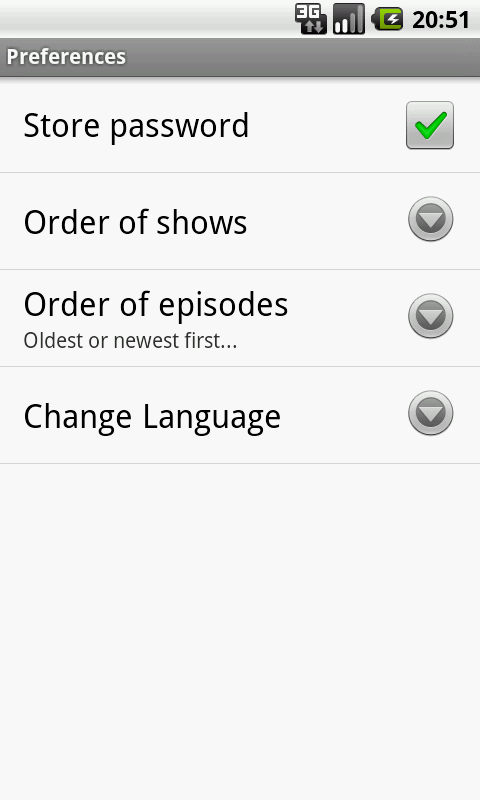 3G 20:51
Preferences
Store password
Order of shows
Order of episodes
Oldest or newest first...
Change Language